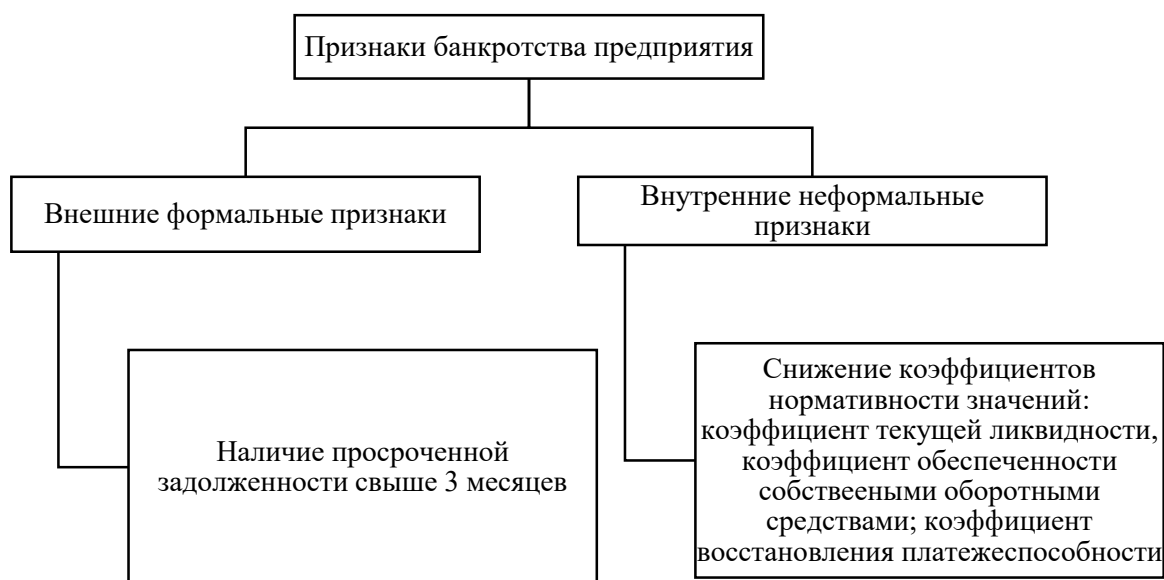 Признаки банкротства предприятия
Внешние формальные признаки
Внутренние неформальные
признаки
Наличие просроченной
задолженности свыше 3 месяцев
Снижение коэффициентов
нормативности значений:
коэффициент текущей ликвидности,
коэффициент обеспеченности
собствееными оборотными
средствами; коэффициент
восстановления платежеспособности